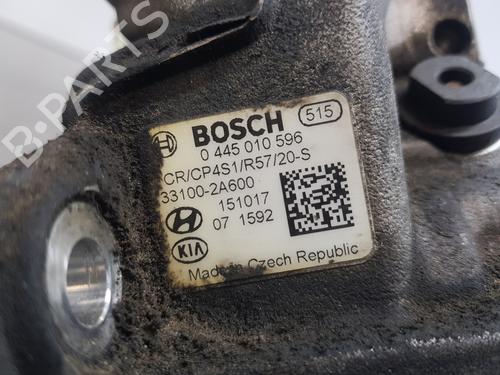 B-PARTS
BOSCH 515
0 445 010 596
CR/CP4S1/R57/20-S
33100-2A600
151017
07 1592
KIA
Made in Czech Republic